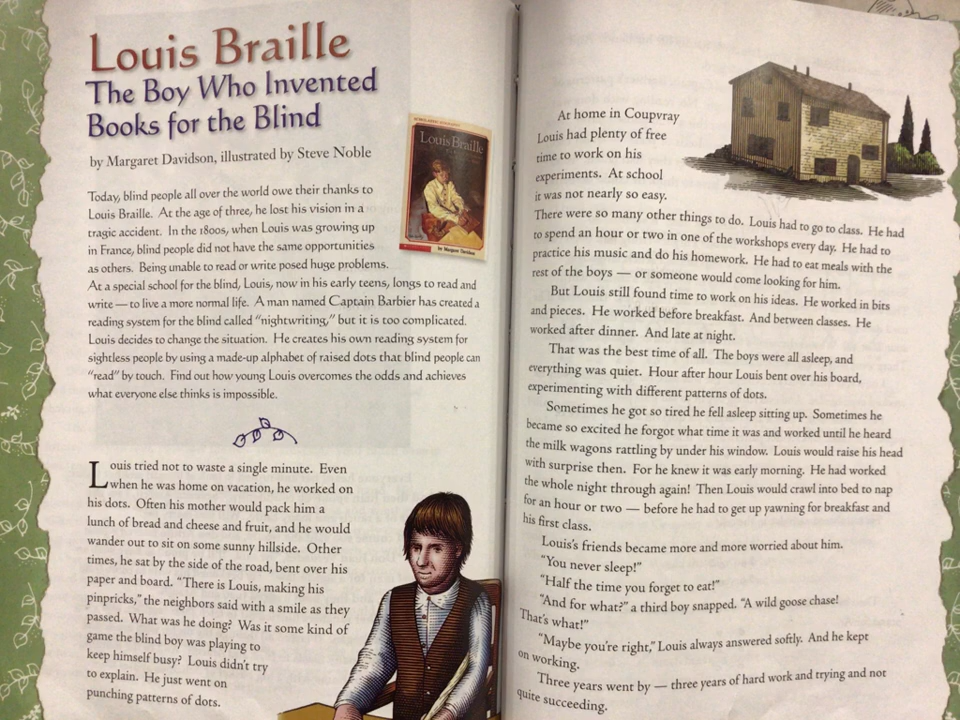 Louis Braille
The Boy Who Invented
Books for the Blind
by Margaret Davidson, illustrated by Steve Noble
Louis Braille
by Margaret Davidson
Today, blind people all over the world owe their thanks to
Louis Braille. At the age of three, he lost his vision in a
tragic accident. In the 1800s, when Louis was growing up
in France, blind people did not have the same opportunities
as others. Being unable to read or write posed huge problems.
At a special school for the blind, Louis, now in his early teens, longs to read and
write — to live a more normal life. A man named Captain Barbier has created a
reading system for the blind called "nightwriting," but it is too complicated.
Louis decides to change the situation. He creates his own reading system for
sightless people by using a made-up alphabet of raised dots that blind people can
"read" by touch. Find out how young Louis overcomes the odds and achieves
what everyone else thinks is impossible.
Louis tried not to waste a single minute. Even
when he was home on vacation, he worked on
his dots. Often his mother would pack him a
lunch of bread and cheese and fruit, and he would
wander out to sit on some sunny hillside. Other
times, he sat by the side of the road, bent over his
paper and board. "There is Louis, making his
pinpricks," the neighbors said with a smile as they
passed. What was he doing? Was it some kind of
game the blind boy was playing to
keep himself busy? Louis didn't try
to explain. He just went on
punching patterns of dots.
At home in Coupvray
Louis had plenty of free
time to work on his
experiments. At school
it was not nearly so easy.
There were so many other things to do. Louis had to go to class. He had
to spend an hour or two in one of the workshops every day. He had to
practice his music and do his homework. He had to eat meals with the
rest of the boys — or someone would come looking for him.
But Louis still found time to work on his ideas. He worked in bits
and pieces. He worked before breakfast. And between classes. He
worked after dinner. And late at night.
That was the best time of all. The boys were all asleep, and
everything was quiet. Hour after hour Louis bent over his board,
experimenting with different patterns of dots.
Sometimes he got so tired he fell asleep sitting up. Sometimes he
became so excited he forgot what time it was and worked until he heard
the milk wagons rattling by under his window. Louis would raise his head
with surprise then. For he knew it was early morning. He had worked
the whole night through again! Then Louis would crawl into bed to nap
for an hour or two — before he had to get up yawning for breakfast and
his first class.
Louis's friends became more and more worried about him.
"You never sleep!"
"Half the time you forget to eat!"
"And for what?" a third boy snapped. "A wild goose chase!
That's what!"
"Maybe you're right," Louis always answered softly. And he kept
on working.
Three years went by — three years of hard work and trying and not
quite succeeding.